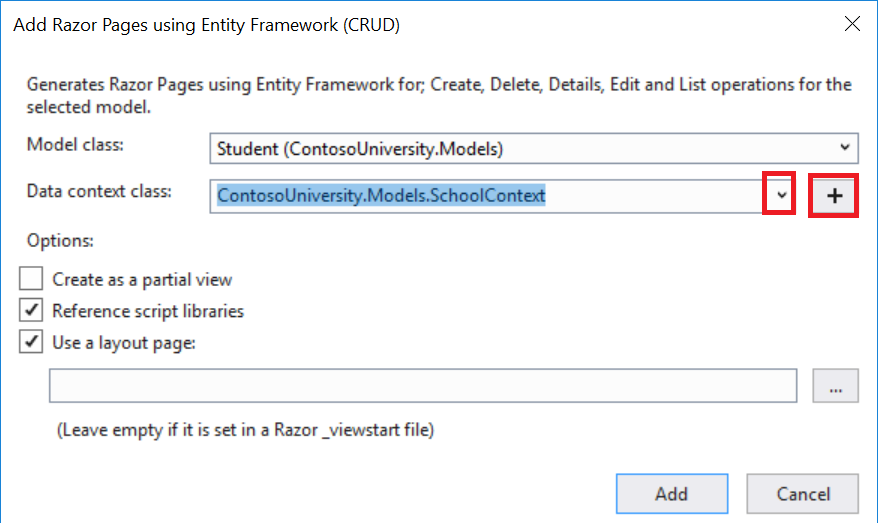 Add Razor Pages using Entity Framework (CRUD)
Generates Razor Pages using Entity Framework for; Create, Delete, Details, Edit and List operations for the
selected model.
Model class:
Student (ContosoUniversity.Models)
Data context class:
ContosoUniversity.Models.SchoolContext
+
Options:
Create as a partial view
Reference script libraries
Use a layout page:
...
(Leave empty if it is set in a Razor _viewstart file)
Add
Cancel